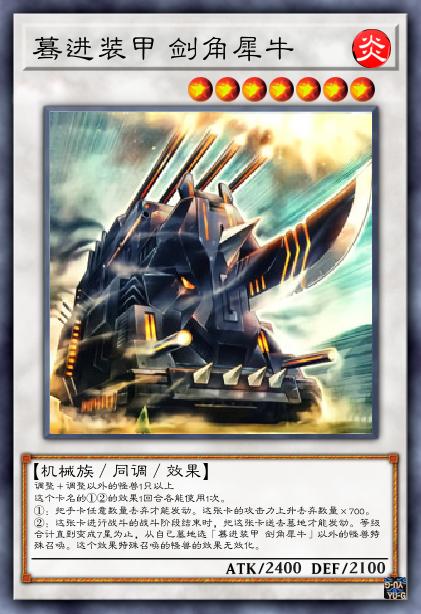 蓦进装甲 剑角犀牛
炎
【机械族／同调／效果】
调整＋调整以外的怪兽1只以上
这个卡名的①②的效果1回合各能使用1次。
①：把手卡任意数量丢弃才能发动。这张卡的攻击力上升丢弃数量×700。
②：这张卡进行战斗的战斗阶段结束时，把这张卡送去墓地才能发动。等级
合计直到变成7星为止，从自己墓地选「蓦进装甲 剑角犀牛」以外的怪兽特
殊召唤。这个效果特殊召唤的怪兽的效果无效化。
ATK/2400 DEF/2100